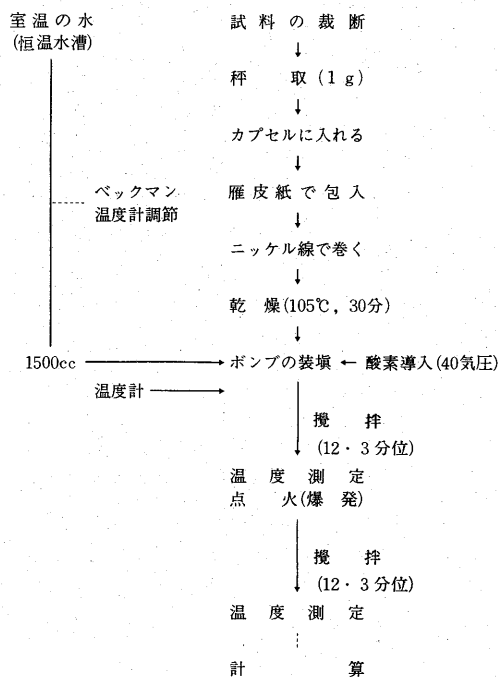 室温の水
(恒温水槽)
ベックマン
温度計調節
1500cc
温度計
試料の裁断
秤 取(1g)
カプセルに入れる
雁皮紙で包入
ニッケル線で巻く
乾 燥(105℃, 30分)
ボンブの装塡
酸素導入(40気圧)
攪 拌
(12・3分位)
温度測定
点 火(爆 発)
攪 拌
(12・3分位)
温度測定
計 算